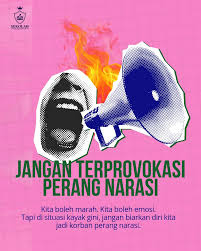 JANGAN TERPROVOKASI
PERANG NARASI
Kita boleh marah. Kita boleh emosi.
Tapi di situasi kayak gini, jangan biarkan diri kita
jadi korban perang narasi.